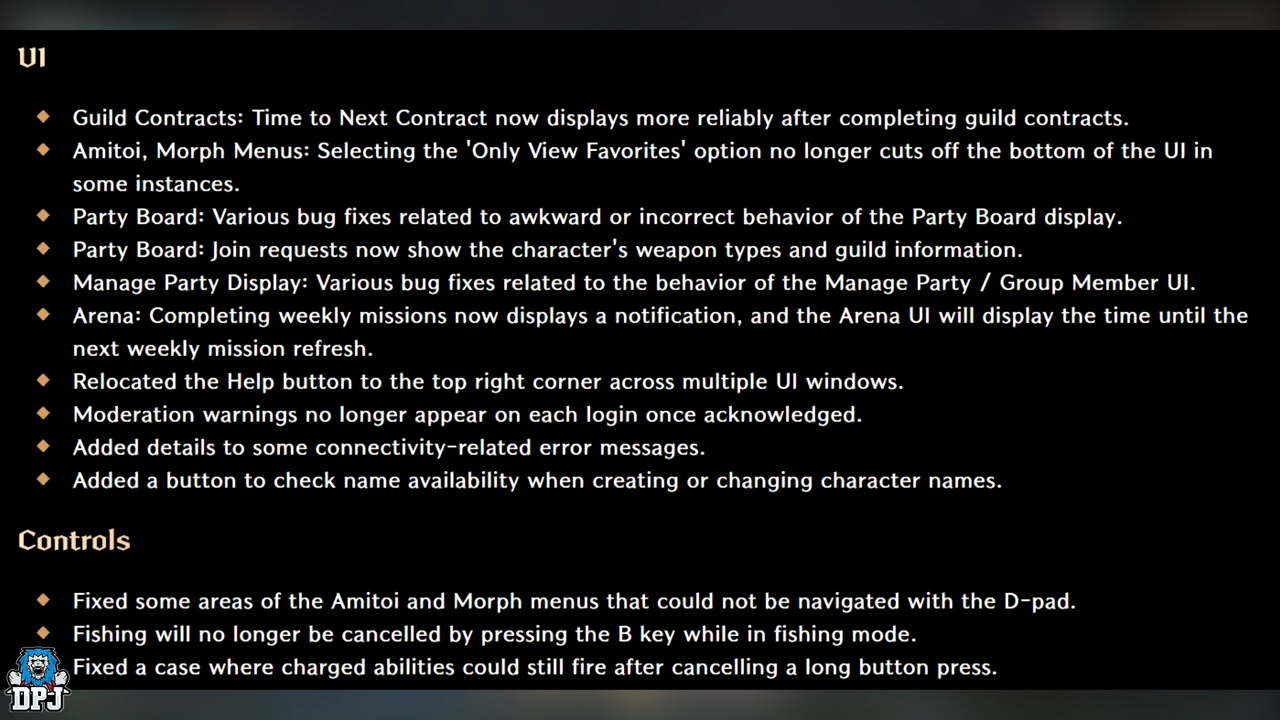 UI
Guild Contracts: Time to Next Contract now displays more reliably after completing guild contracts.
Amitoi, Morph Menus: Selecting the 'Only View Favorites' option no longer cuts off the bottom of the UI in
some instances.
Party Board: Various bug fixes related to awkward or incorrect behavior of the Party Board display.
Party Board: Join requests now show the character's weapon types and guild information.
Manage Party Display: Various bug fixes related to the behavior of the Manage Party / Group Member UI.
Arena: Completing weekly missions now displays a notification, and the Arena UI will display the time until the
next weekly mission refresh.
Relocated the Help button to the top right corner across multiple UI windows.
Moderation warnings no longer appear on each login once acknowledged.
Added details to some connectivity-related error messages.
Added a button to check name availability when creating or changing character names.
Controls
Fixed some areas of the Amitoi and Morph menus that could not be navigated with the D-pad.
Fishing will no longer be cancelled by pressing the B key while in fishing mode.
Fixed a case where charged abilities could still fire after cancelling a long button press.
DPJ